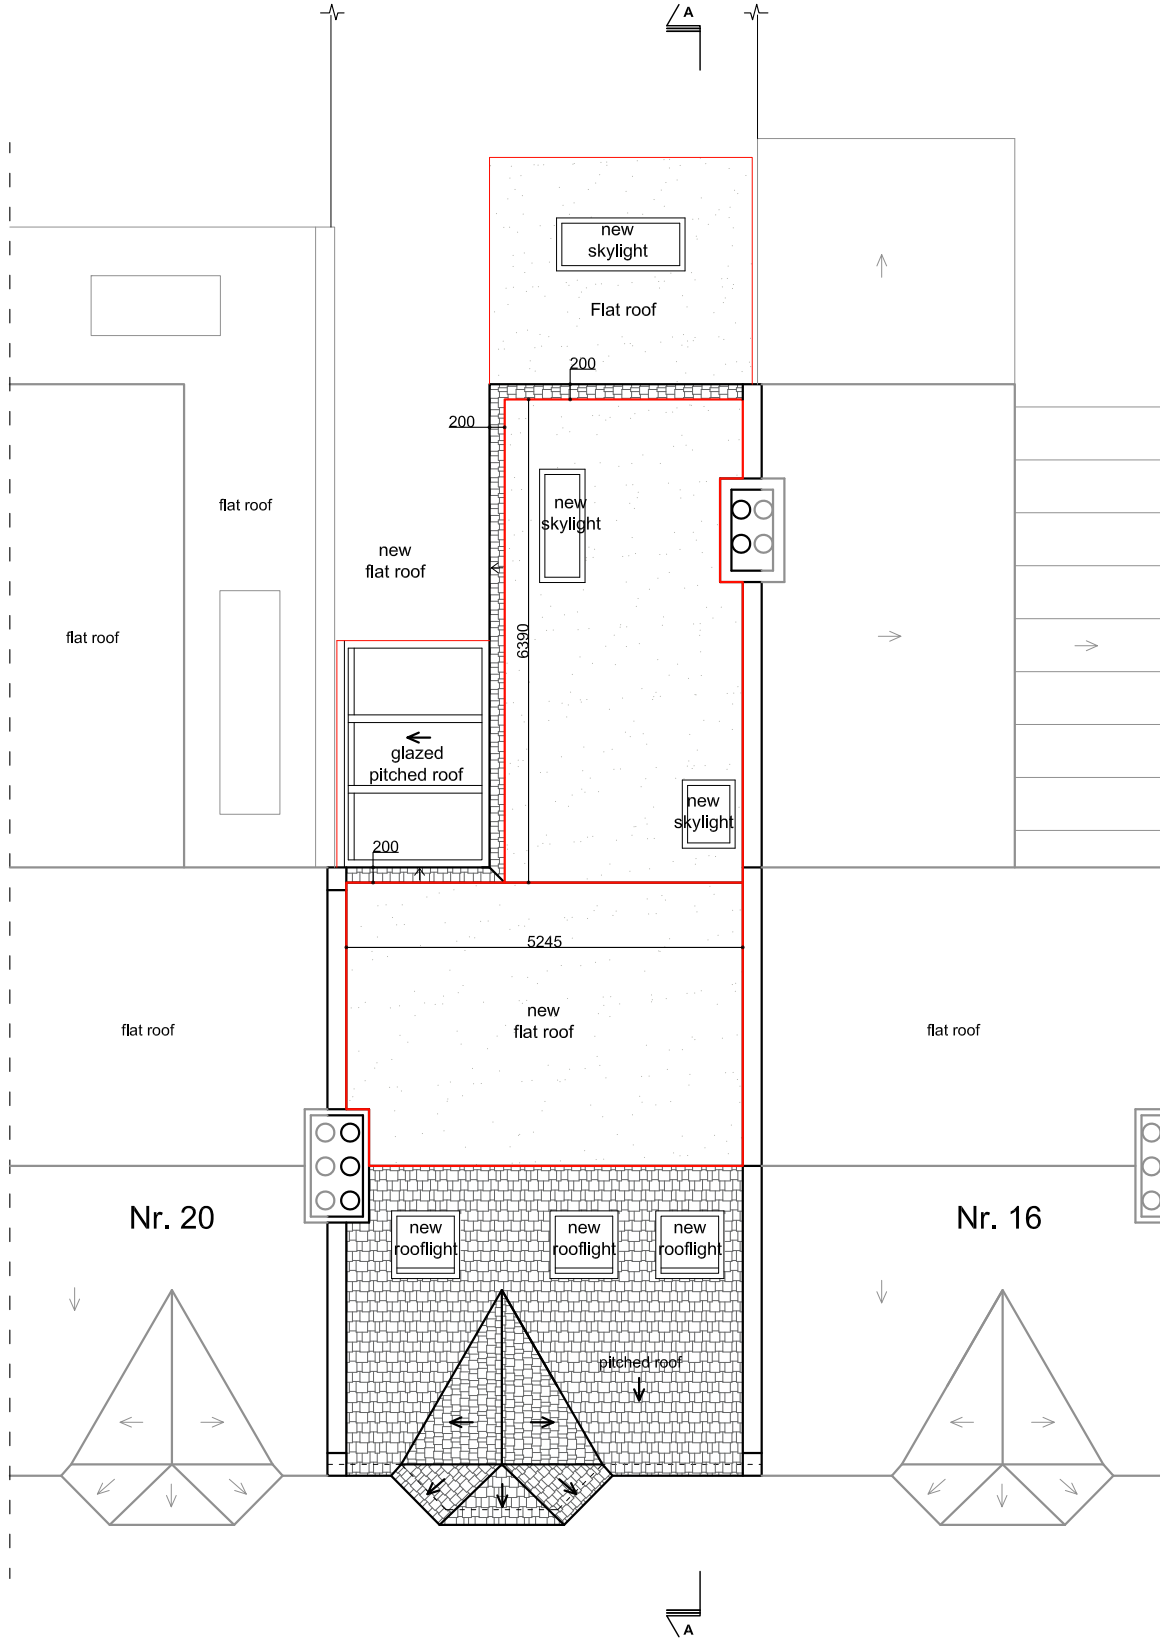 A
new
skylight
Flat roof
200
200
new
skylight
flat roof
new
flat roof
flat roof
6390
glazed
pitched roof
new
skylight
200
5245
new
flat roof
flat roof
flat roof
Nr. 20
Nr. 16
new
rooflight
new
rooflight
new
rooflight
pitched roof
A